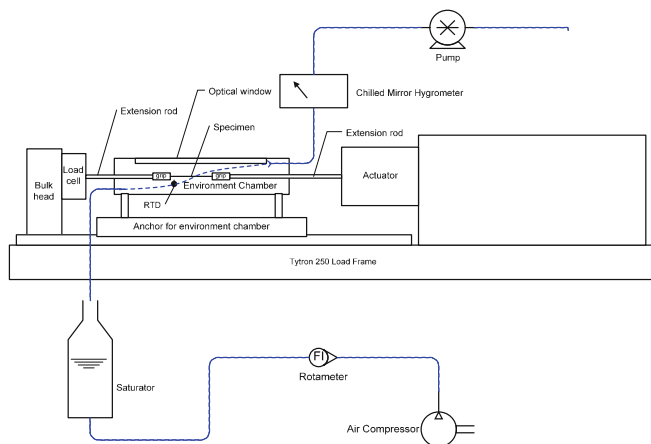 Pump
Optical window
Chilled Mirror Hygrometer
Extension rod
Specimen
Extension rod
Load
cell
grip
grip
Bulk
head
Environment Chamber
Actuator
RTD
Anchor for environment chamber
Tytron 250 Load Frame
Saturator
FI
Rotameter
Air Compressor